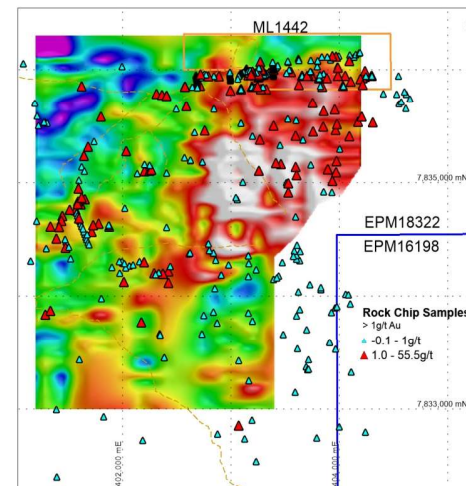 ML1442
7,835,000 mN
EPM18322
EPM16198
Rock Chip Samples
> 1g/t Au
-0.1 - 1g/t
1.0 - 55.5g/t
7,833,000 mN
402,000 mE
404,000 mE